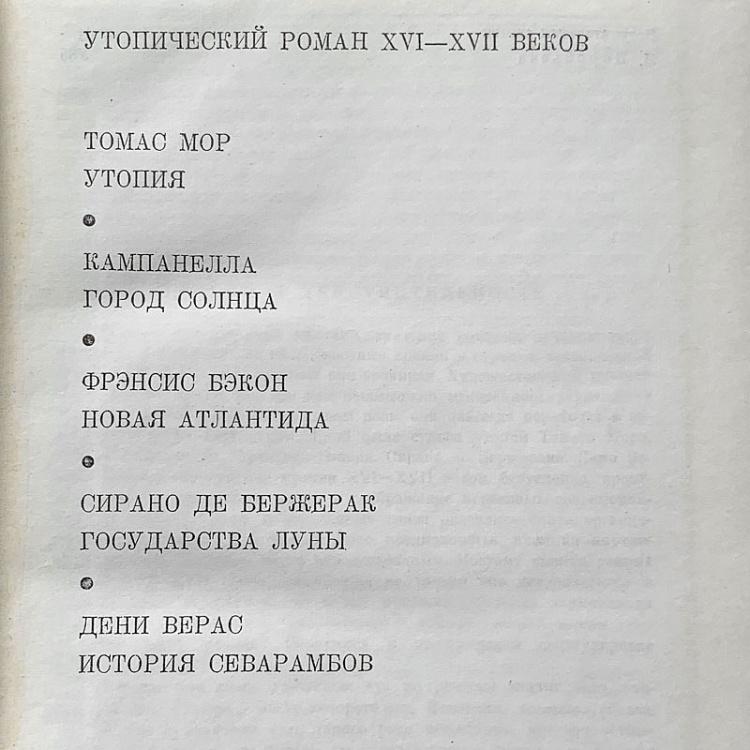 УТОПИЧЕСКИЙ РОМАН XVI—XVII ВЕКОВ
ТОМАС МОР
УТОПИЯ
КАМПАНЕЛЛА
ГОРОД СОЛНЦА
ФРЭНСИС БЭКОН
НОВАЯ АТЛАНТИДА
СИРАНО ДЕ БЕРЖЕРАК
ГОСУДАРСТВА ЛУНЫ
ДЕНИ ВЕРАС
ИСТОРИЯ СЕВАРАМБОВ